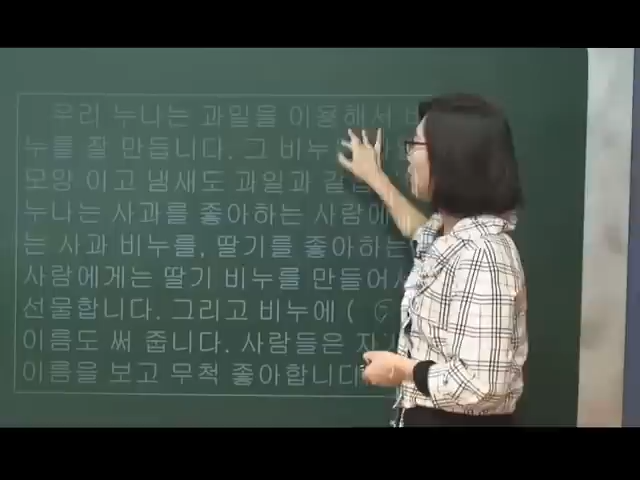 우리 누나는 과일을 이용해서
누를 잘 만듭니다. 그 비누
모양 이고 냄새도 과일과 같
누나는 사과를 좋아하는 사람에
는 사과 비누를, 딸기를 좋아하는
사람에게는 딸기 비누를 만들어서
선물합니다. 그리고 비누에 (
이름도 써 줍니다. 사람들은
이름을 보고 무척 좋아합니다